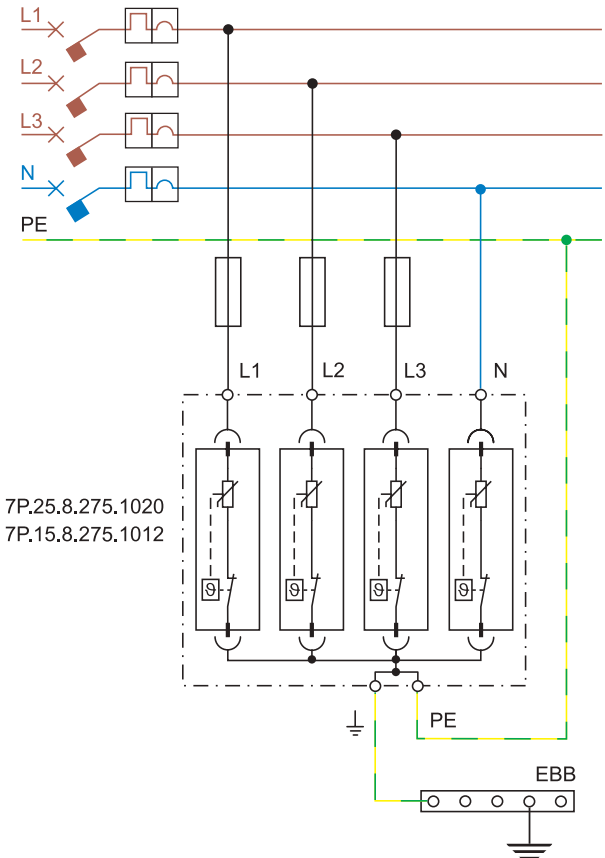 L1
L2
L3
N
PE
L1 L2 L3 N
7P.25.8.275.1020
7P.15.8.275.1012
ϑ ϑ ϑ ϑ
PE
EBB